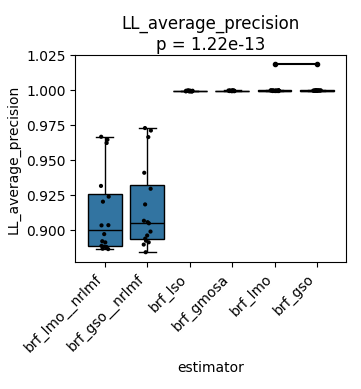 LL_average_precision
p = 1.22e-13
LL_average_precision
1.025
1.000
0.975
0.950
0.925
0.900
brf_lmo__nrlmf
brf_gso__nrlmf
brf_lso
brf_gmosa
brf_lmo
brf_gso
estimator